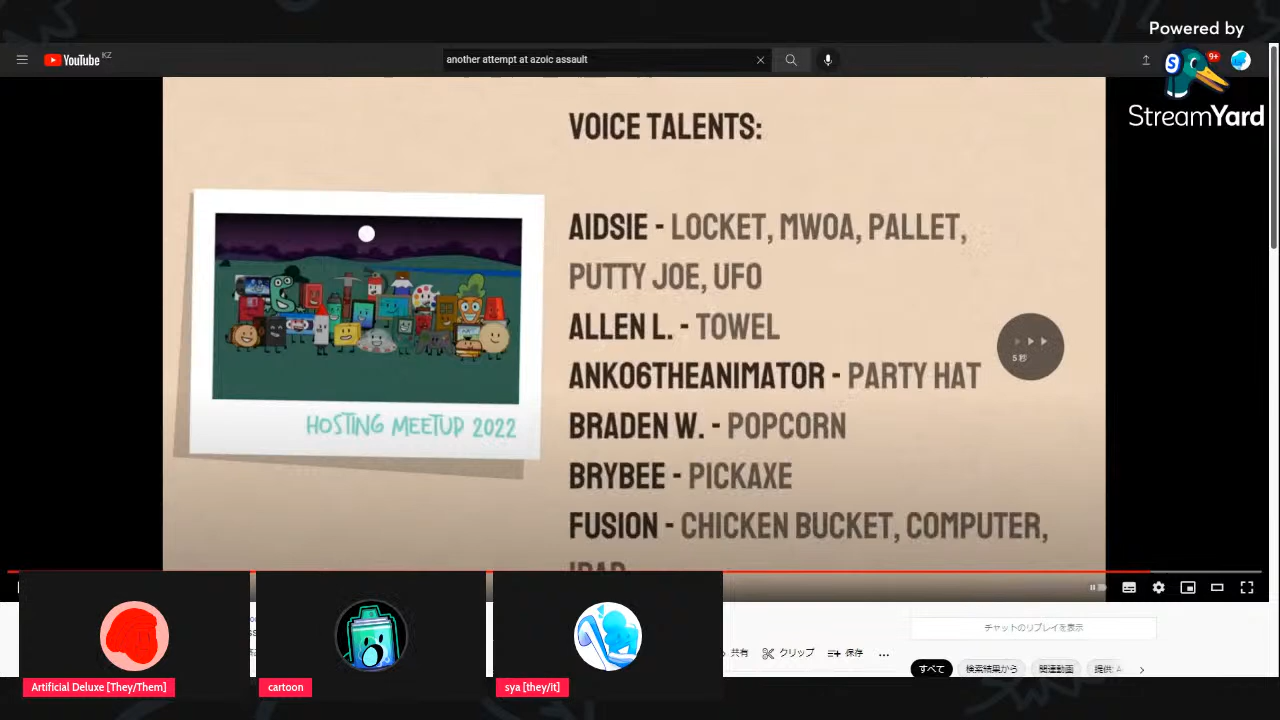 Powered by
YouTube KZ
another attempt at azoic assault
9+
StreamYard
VOICE TALENTS:
AIDSIE - LOCKET, MWOA, PALLET,
PUTTY JOE, UFO
ALLEN L. - TOWEL
ANKO6THEANIMATOR - PARTY HAT
BRADEN W. - POPCORN
BRYBEE - PICKAXE
FUSION - CHICKEN BUCKET, COMPUTER,
IPAD
HOSTING MEETUP 2022
5 秒
チャットのリプレイを表示
共有
クリップ
保存
すべて
検索結果から
関連動画
提供: A
Artificial Deluxe [They/Them]
cartoon
sya [they/it]